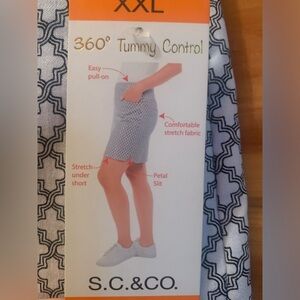 XXL
360° Tummy Control
Easy
pull-on
Comfortable
stretch fabric
Stretch
under
short
Petal
Slit
S.C.&CO.